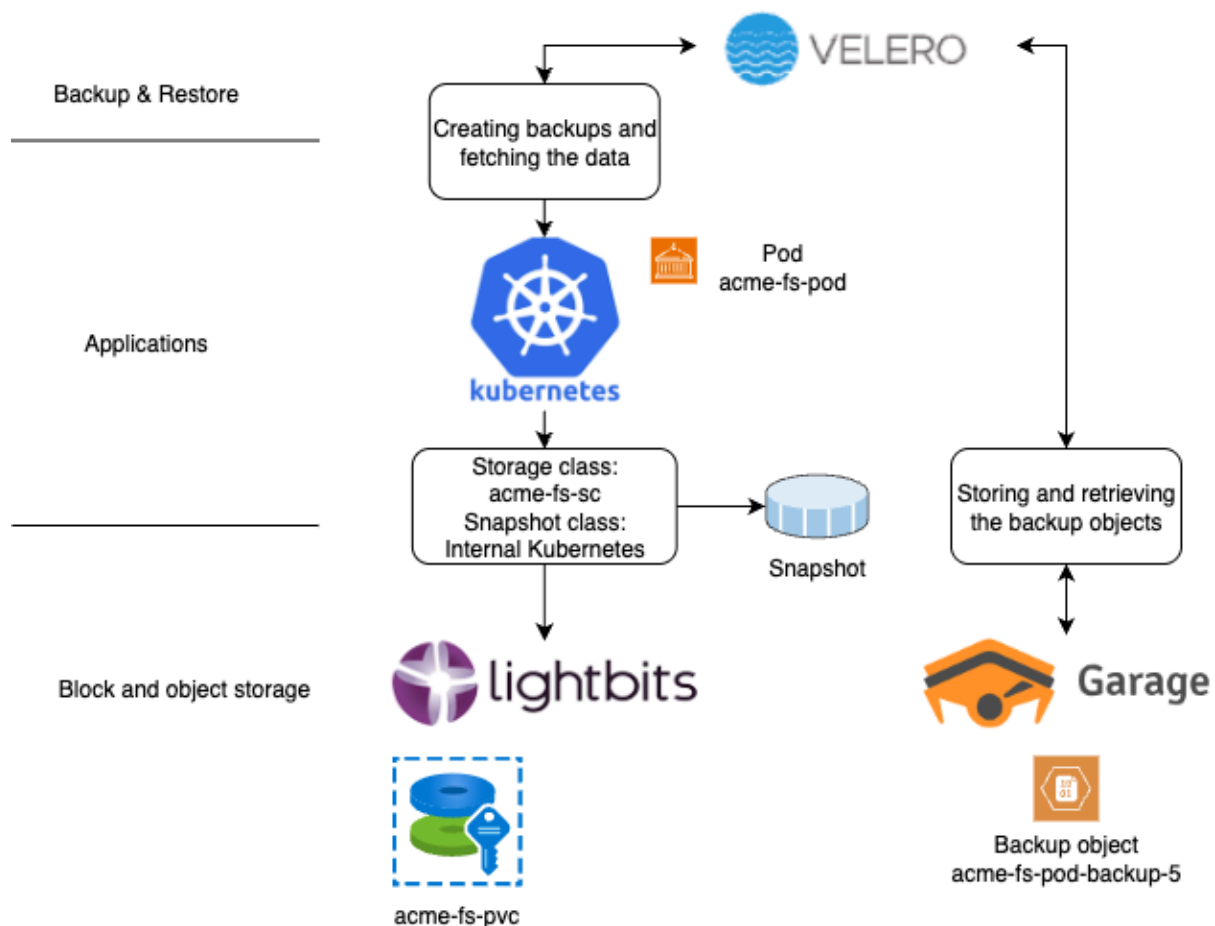 VELERO
Backup & Restore
Creating backups and
fetching the data
Pod
acme-fs-pod
Applications
kubernetes
Storage class:
acme-fs-sc
Snapshot class:
Internal Kubernetes
Snapshot
Storing and retrieving
the backup objects
Block and object storage
lightbits
Garage
10
01
Backup object
acme-fs-pod-backup-5
acme-fs-pvc